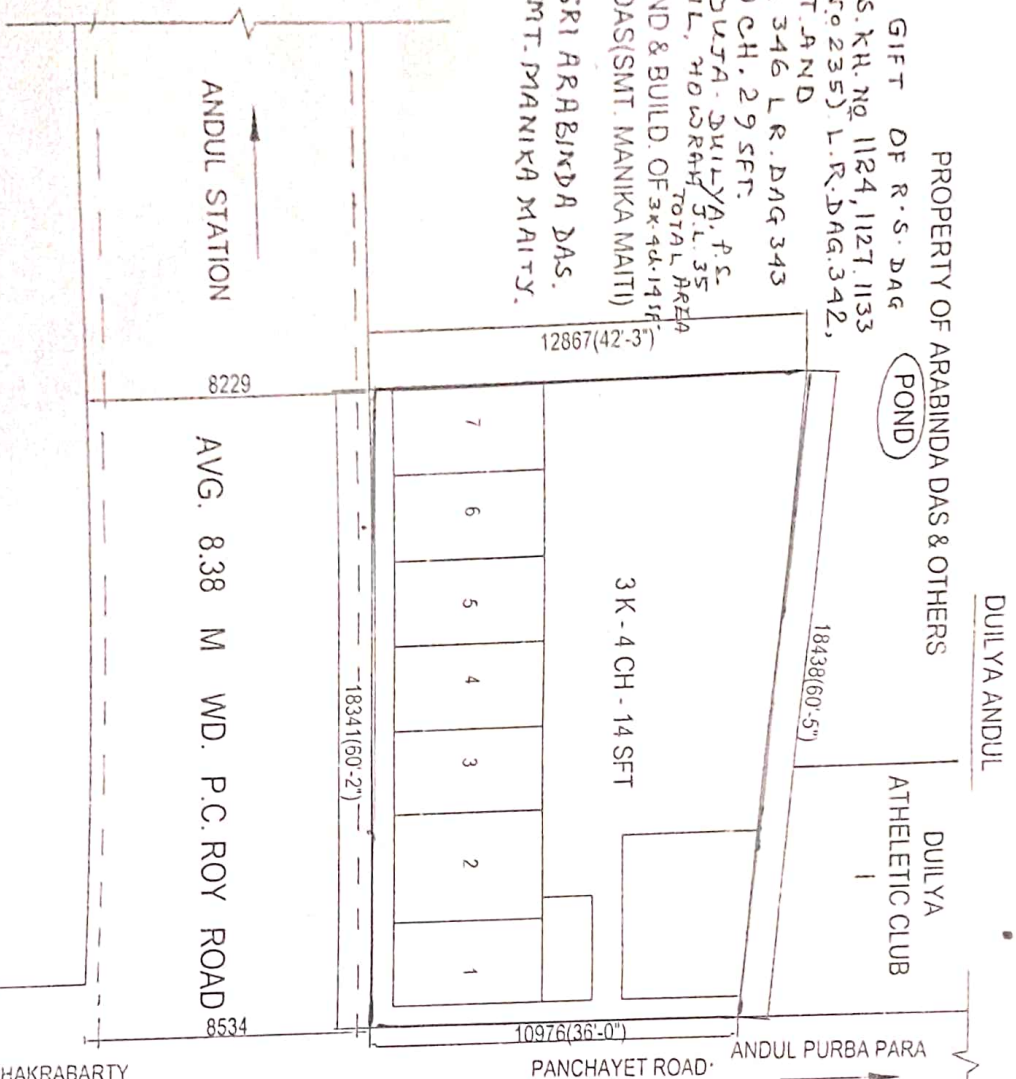 DUILYA ANDUL
PROPERTY OF ARABINDA DAS & OTHERS
POND
GIFT OF R.S. DAG
S. KH. No 1124, 1127, 1133
To 235). L.R. DAG. 342,
T. AND
346 L R. DAG 343
CH. 29 SFT.
DUILYA. P.S.
IL, HOWRAH J.L. 35
TOTAL AREA
ND & BUILD. OF 3K-4ch-14SF.
DAS(SMT. MANIKA MAITI)
SRI ARABINDA DAS.
MT. MANIKA MAITY.
DUILYA
ATHELETIC CLUB
18438(60'-5")
12867(42'-3")
3 K - 4 CH - 14 SFT
7
6
5
4
3
2
1
10976(36'-0")
18341(60'-2")
ANDUL STATION
8229
AVG. 8.38 M WD. P.C. ROY ROAD
8534
PANCHAYET ROAD
ANDUL PURBA PARA
HAKRABARTY